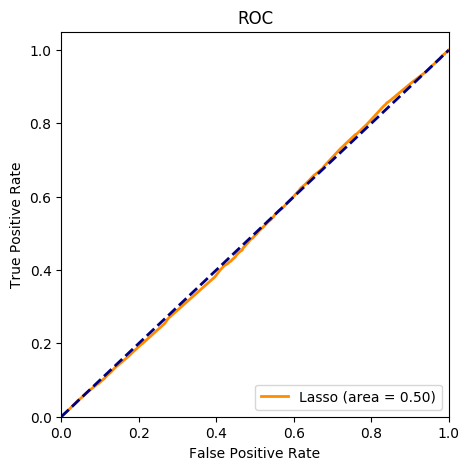 ROC
1.0
0.8
0.6
0.4
0.2
0.0
True Positive Rate
Lasso (area = 0.50)
0.0 0.2 0.4 0.6 0.8 1.0
False Positive Rate